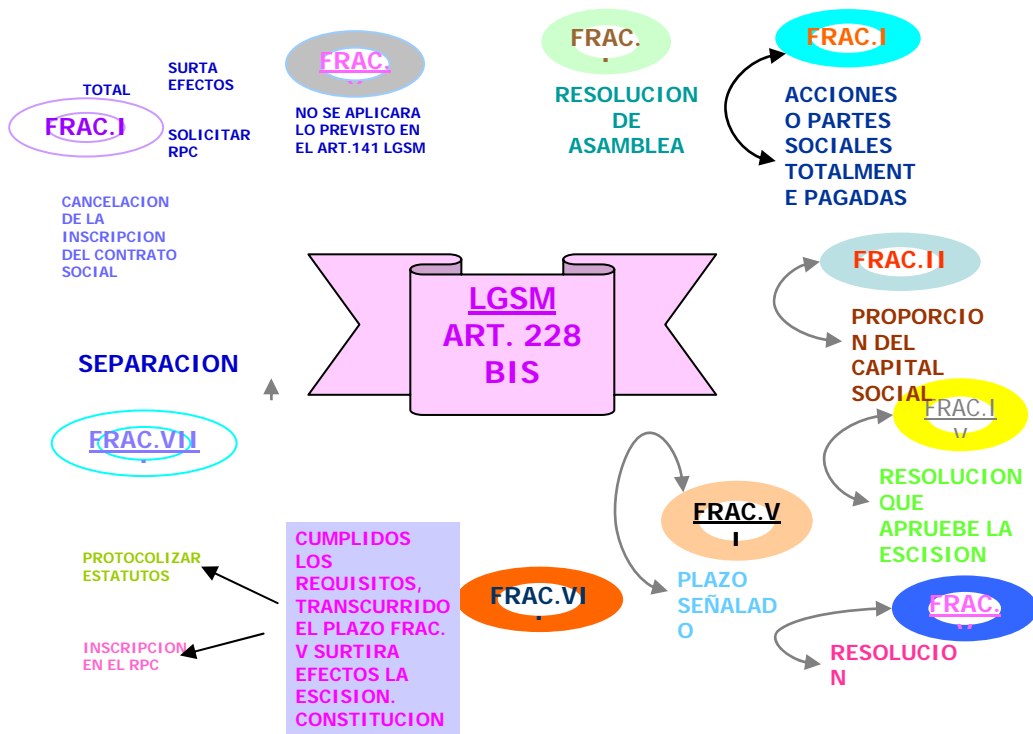 TOTAL
SURTA
EFECTOS
FRAC.I
SOLICITAR
RPC
CANCELACION
DE LA
INSCRIPCION
DEL CONTRATO
SOCIAL
FRAC.
NO SE APLICARA
LO PREVISTO EN
EL ART.141 LGSM
FRAC.
RESOLUCION
DE
ASAMBLEA
FRAC.I
ACCIONES
O PARTES
SOCIALES
TOTALMENT
E PAGADAS
LGSM
ART. 228
BIS
FRAC.II
PROPORCIO
N DEL
CAPITAL
SOCIAL
FRAC.I
V
RESOLUCION
QUE
APRUEBE LA
ESCISION
SEPARACION
FRAC.VII
FRAC.V
I
PLAZO
SEÑALAD
O
FRAC.
RESOLUCIO
N
FRAC.VI
CUMPLIDOS
LOS
REQUISITOS,
TRANSCURRIDO
EL PLAZO FRAC.
V SURTIRA
EFECTOS LA
ESCISION.
CONSTITUCION
PROTOCOLIZAR
ESTATUTOS
INSCRIPCION
EN EL RPC